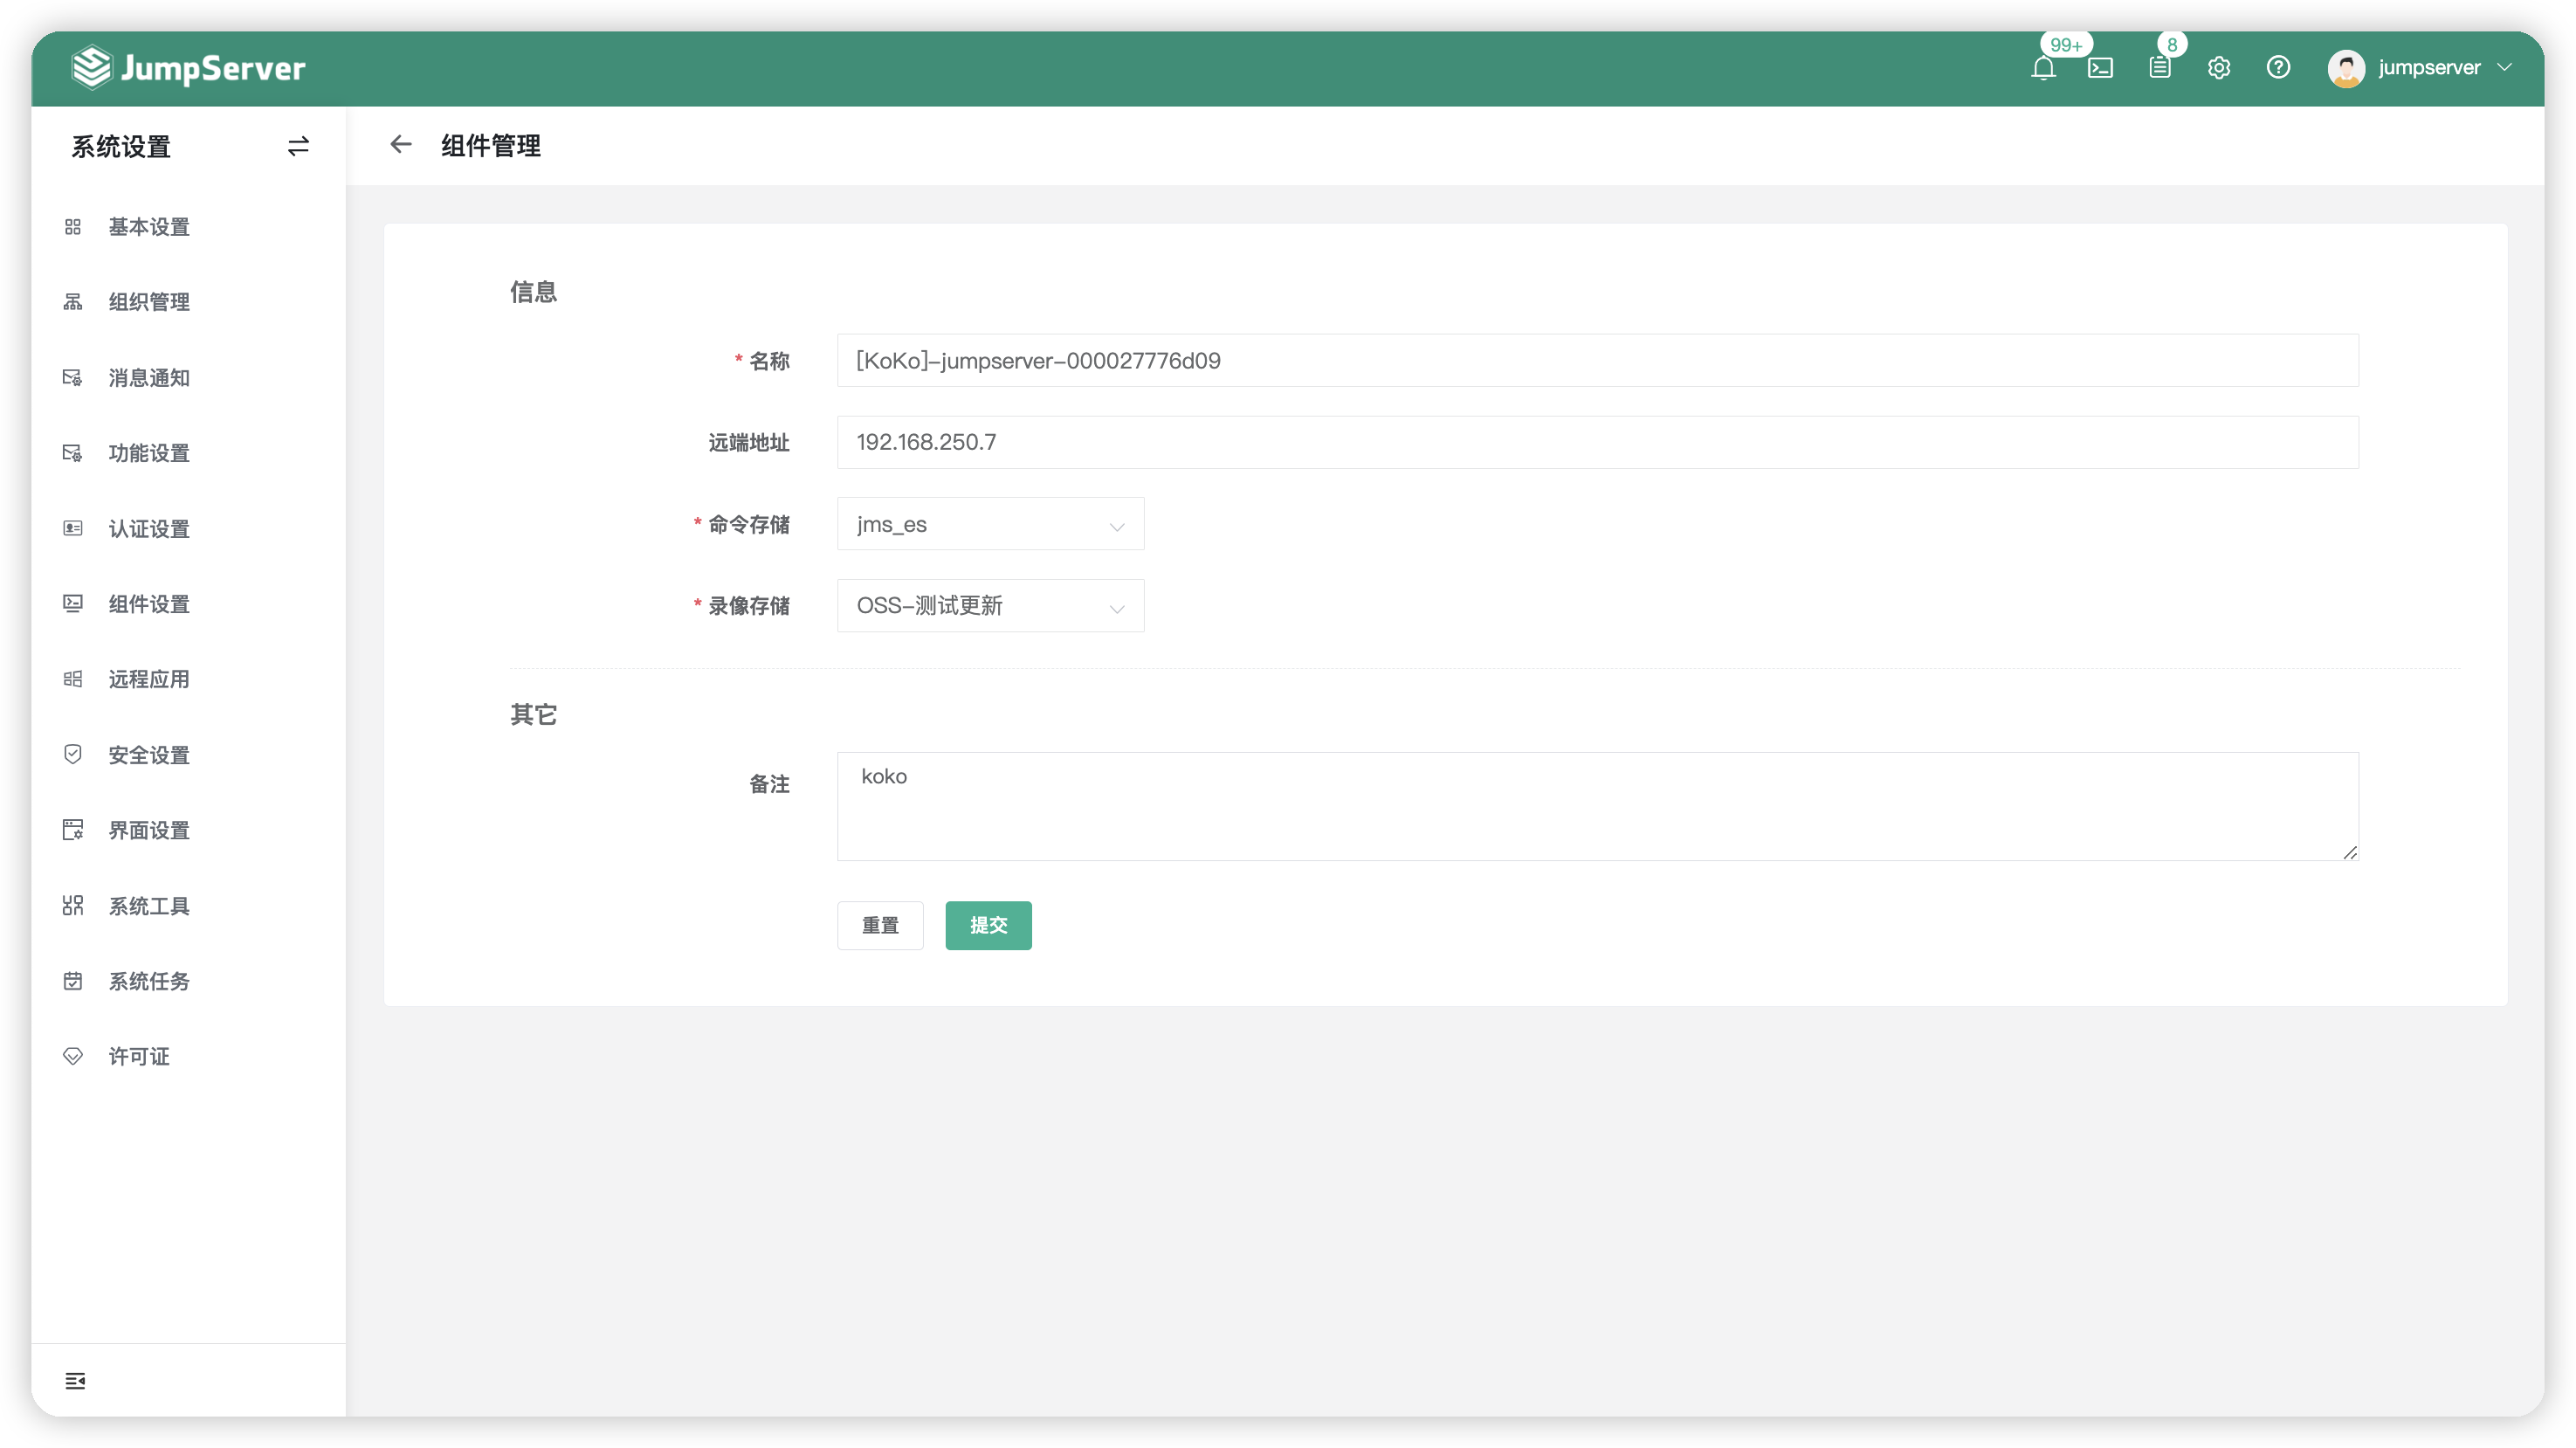 JumpServer
99+
8
jumpserver
系统设置
组件管理
基本设置
组织管理
消息通知
功能设置
认证设置
组件设置
远程应用
安全设置
界面设置
系统工具
系统任务
许可证
信息
* 名称
[KoKo]-jumpserver-000027776d09
远端地址
192.168.250.7
* 命令存储
jms_es
* 录像存储
OSS-测试更新
其它
备注
koko
重置
提交